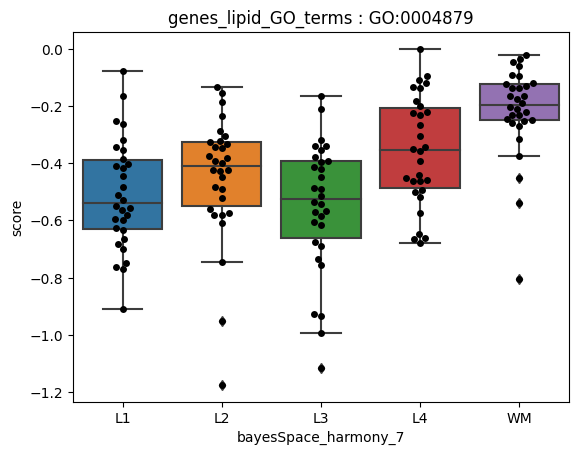 genes_lipid_GO_terms : GO:0004879
score
0.0
−0.2
−0.4
−0.6
−0.8
−1.0
−1.2
L1 L2 L3 L4 WM
bayesSpace_harmony_7